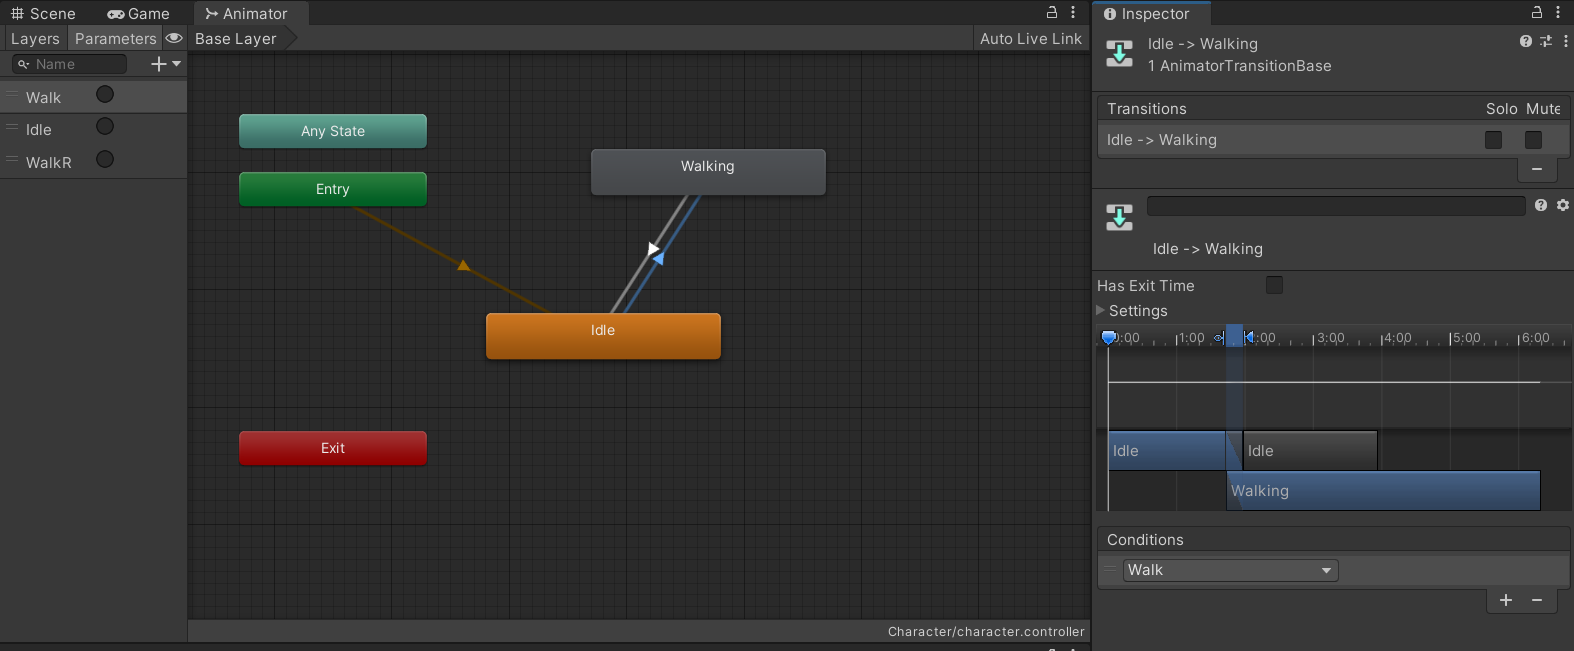 Scene Game Animator
Layers Parameters Base Layer Auto Live Link
Name
Walk
Idle
WalkR
Any State
Entry
Walking
Idle
Exit
Character/character.controller
Inspector
Idle -> Walking
1 AnimatorTransitionBase
Transitions Solo Mute
Idle -> Walking
Idle -> Walking
Has Exit Time
Settings
0:00 1:00 2:00 3:00 4:00 5:00 6:00
Idle Idle
Walking
Conditions
Walk